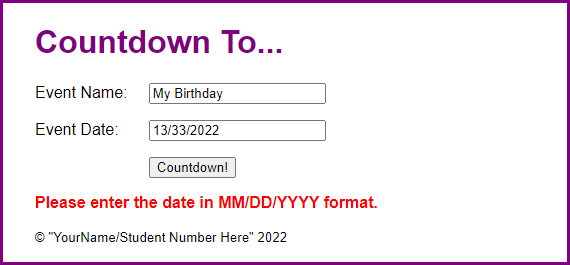 Countdown To...
Event Name: My Birthday
Event Date: 13/33/2022
Countdown!
Please enter the date in MM/DD/YYYY format.
© "YourName/Student Number Here" 2022